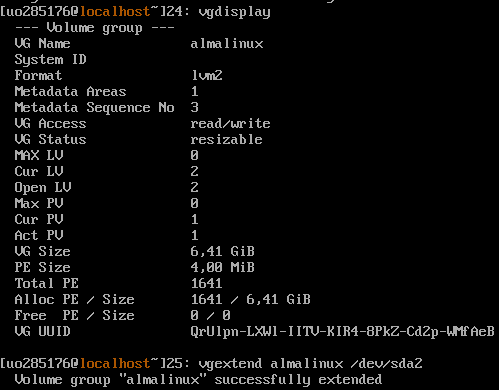 [uo285176@localhost~]24: vgdisplay
--- Volume group ---
VG Name almalinux
System ID
Format lvm2
Metadata Areas 1
Metadata Sequence No 3
VG Access read/write
VG Status resizable
MAX LV 0
Cur LV 2
Open LV 2
Max PV 0
Cur PV 1
Act PV 1
VG Size 6,41 GiB
PE Size 4,00 MiB
Total PE 1641
Alloc PE / Size 1641 / 6,41 GiB
Free PE / Size 0 / 0
VG UUID QrUlpn-LXWl-IITV-KIR4-8PkZ-Cd2p-WMfAeB
[uo285176@localhost~]25: vgextend almalinux /dev/sda2
Volume group "almalinux" successfully extended